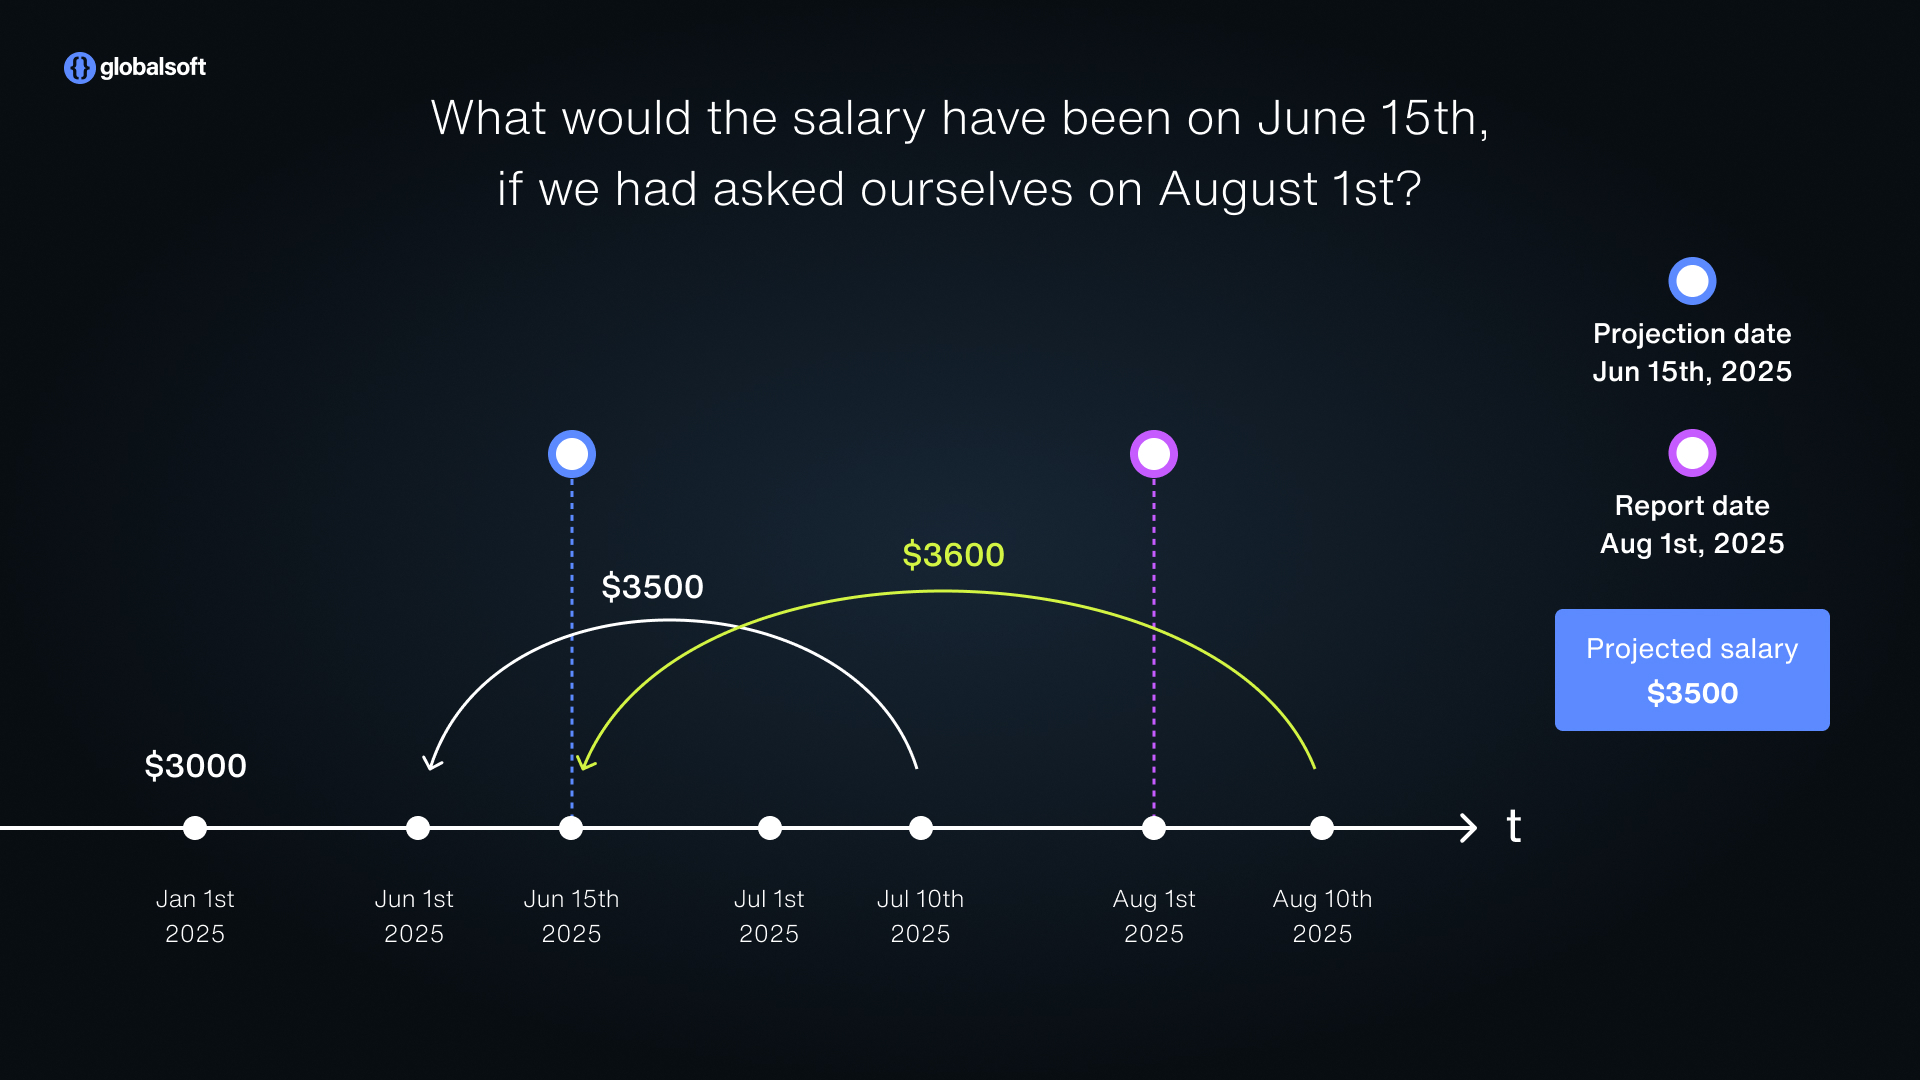 globalsoft
What would the salary have been on June 15th,
if we had asked ourselves on August 1st?
Projection date
Jun 15th, 2025
Report date
Aug 1st, 2025
Projected salary
$3500
$3600
$3500
$3000
t
Jan 1st
2025
Jun 1st
2025
Jun 15th
2025
Jul 1st
2025
Jul 10th
2025
Aug 1st
2025
Aug 10th
2025